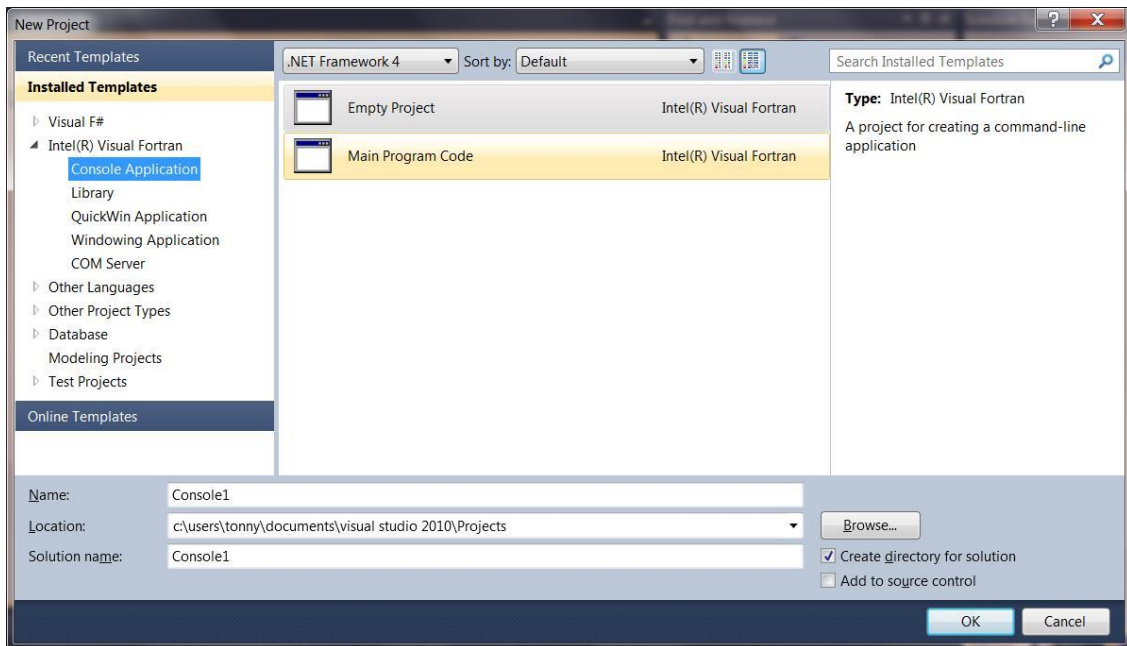 New Project
Recent Templates
Installed Templates
Visual F#
Intel(R) Visual Fortran
Console Application
Library
QuickWin Application
Windowing Application
COM Server
Other Languages
Other Project Types
Database
Modeling Projects
Test Projects
Online Templates
.NET Framework 4 Sort by: Default
Empty Project Intel(R) Visual Fortran
Main Program Code Intel(R) Visual Fortran
Search Installed Templates
Type: Intel(R) Visual Fortran
A project for creating a command-line
application
Name: Console1
Location: c:\users\tonny\documents\visual studio 2010\Projects Browse...
Solution name: Console1
Create directory for solution
Add to source control
OK Cancel